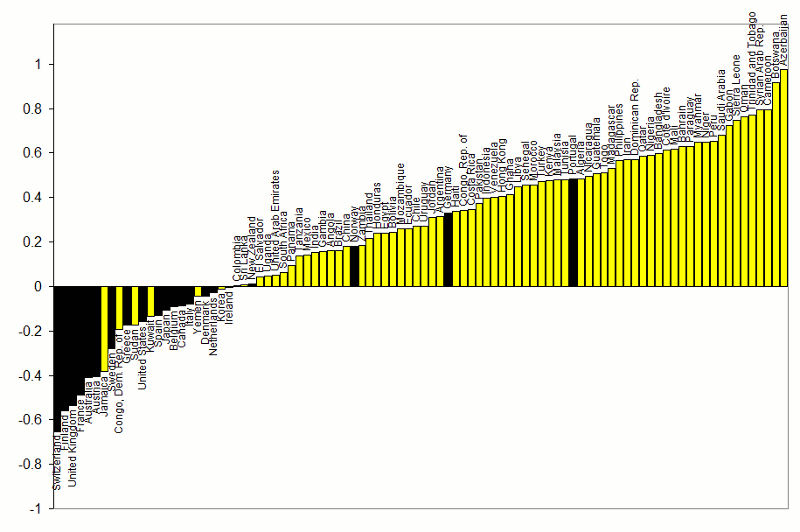 1
0.8
0.6
0.4
0.2
0
-0.2
-0.4
-0.6
-0.8
-1
Switzerland
Finland
United Kingdom
France
Australia
Austria
Jamaica
Sweden
Congo, Dem. Rep. of
Greece
Sudan
United States
Kuwait
Spain
Japan
Belgium
Canada
Italy
Yemen
Denmark
Netherlands
Korea
Ireland
Colombia
Sri Lanka
New Zealand
El Salvador
Uganda
United Arab Emirates
South Africa
Panama
Tanzania
Mexico
India
Gambia
Angola
Brazil
China
Norway
Zambia
Thailand
Honduras
Egypt
Bolivia
Mozambique
Ecuador
Chile
Uruguay
Jordan
Argentina
Germany
Haiti
Congo, Rep. of
Costa Rica
Pakistan
Indonesia
Venezuela
Hong Kong
Ghana
Libya
Senegal
Morocco
Turkey
Kenya
Malaysia
Tunisia
Portugal
Algeria
Nicaragua
Guatemala
Togo
Madagascar
Philippines
Iran
Dominican Rep.
Qatar
Nigeria
Bangladesh
Côte d'Ivoire
Mali
Bahrain
Paraguay
Myanmar
Niger
Peru
Saudi Arabia
Gabon
Sierra Leone
Oman
Trinidad and Tobago
Syrian Arab Rep.
Cameroon
Botswana
Azerbaijan